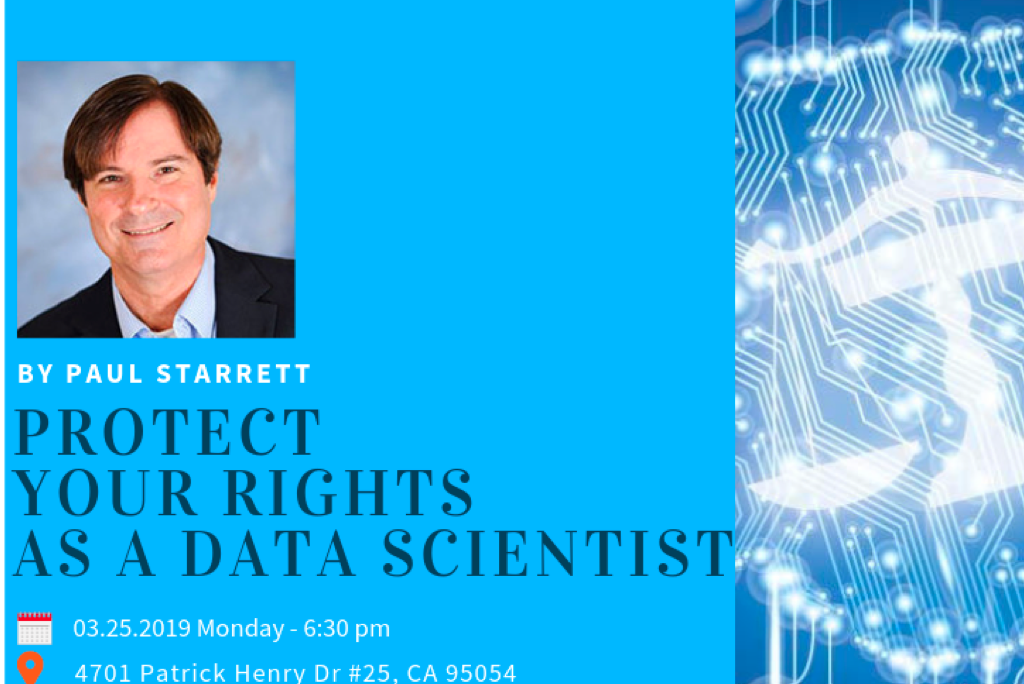 BY PAUL STARRETT
PROTECT
YOUR RIGHTS
AS A DATA SCIENTIST
03.25.2019 Monday - 6:30 pm
4701 Patrick Henry Dr #25, CA 95054